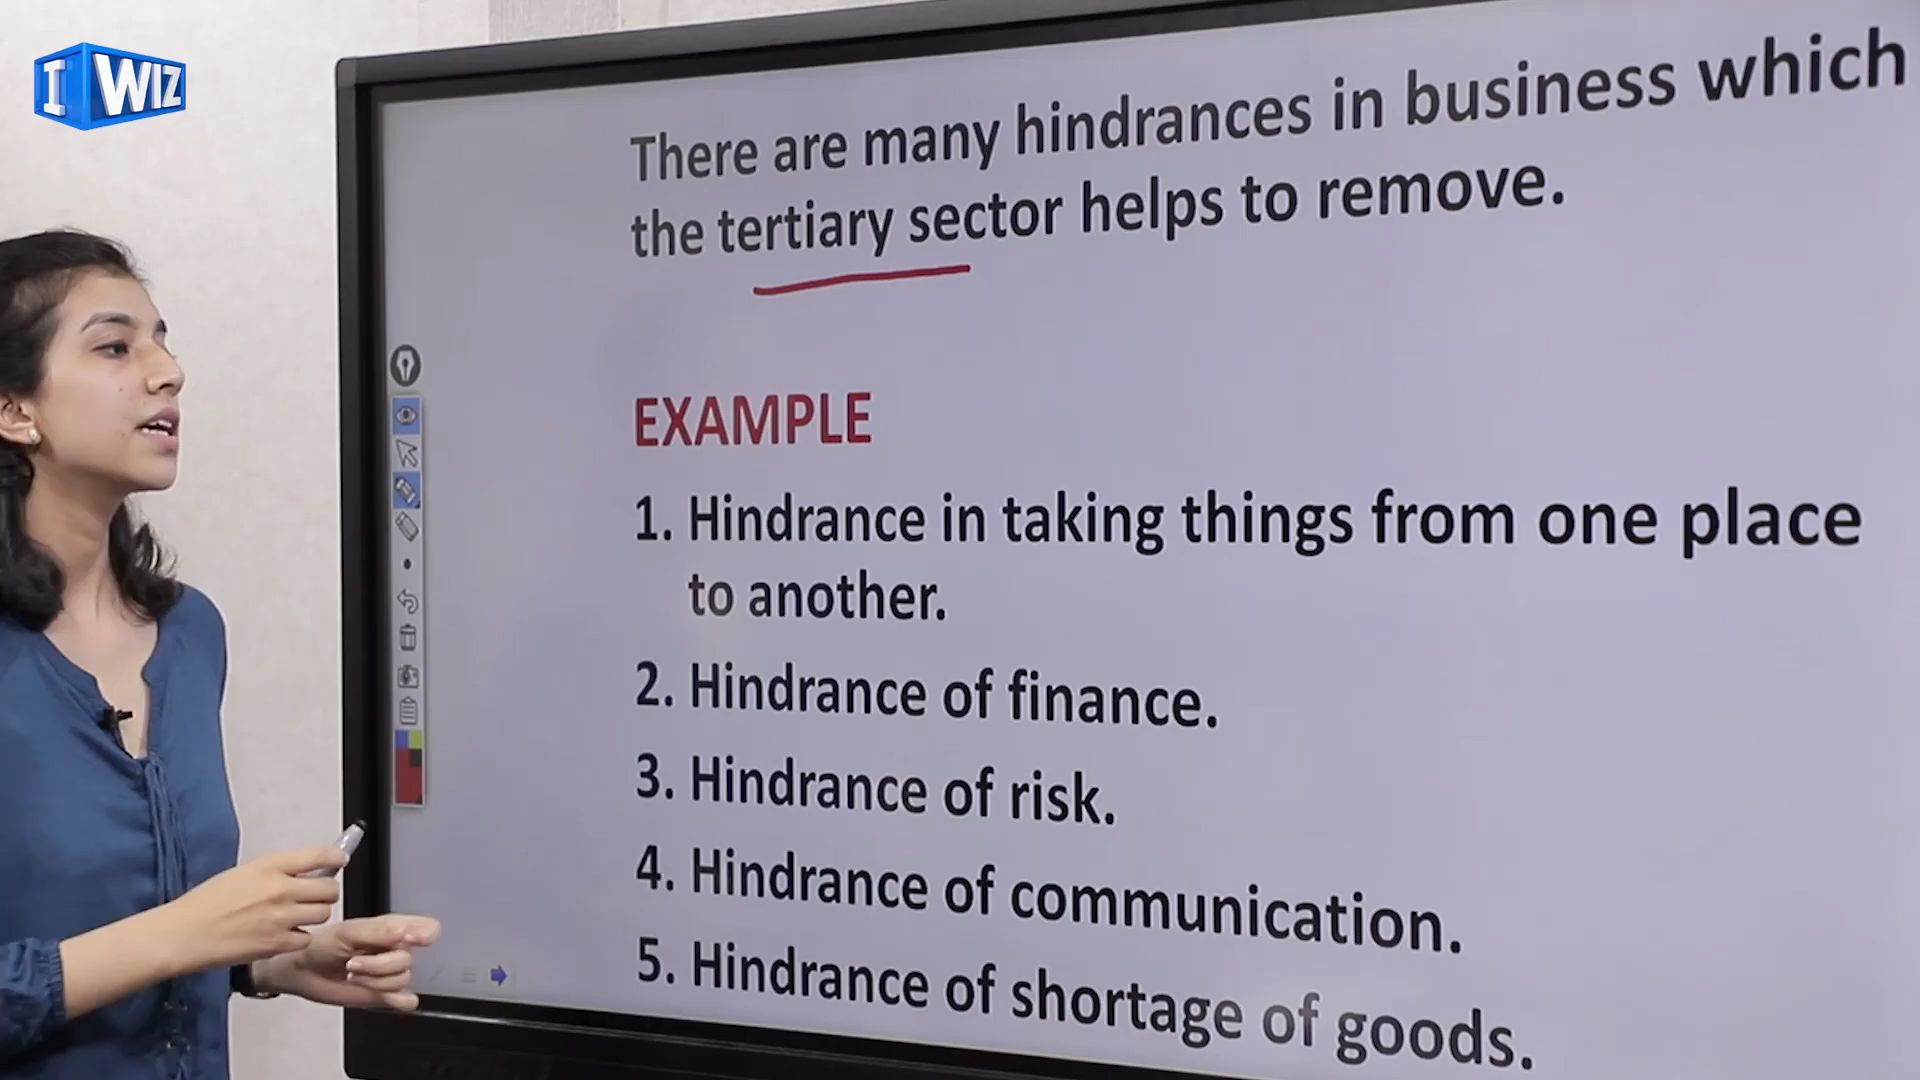 I WIZ
There are many hindrances in business which
the tertiary sector helps to remove.
EXAMPLE
1. Hindrance in taking things from one place
to another.
2. Hindrance of finance.
3. Hindrance of risk.
4. Hindrance of communication.
5. Hindrance of shortage of goods.